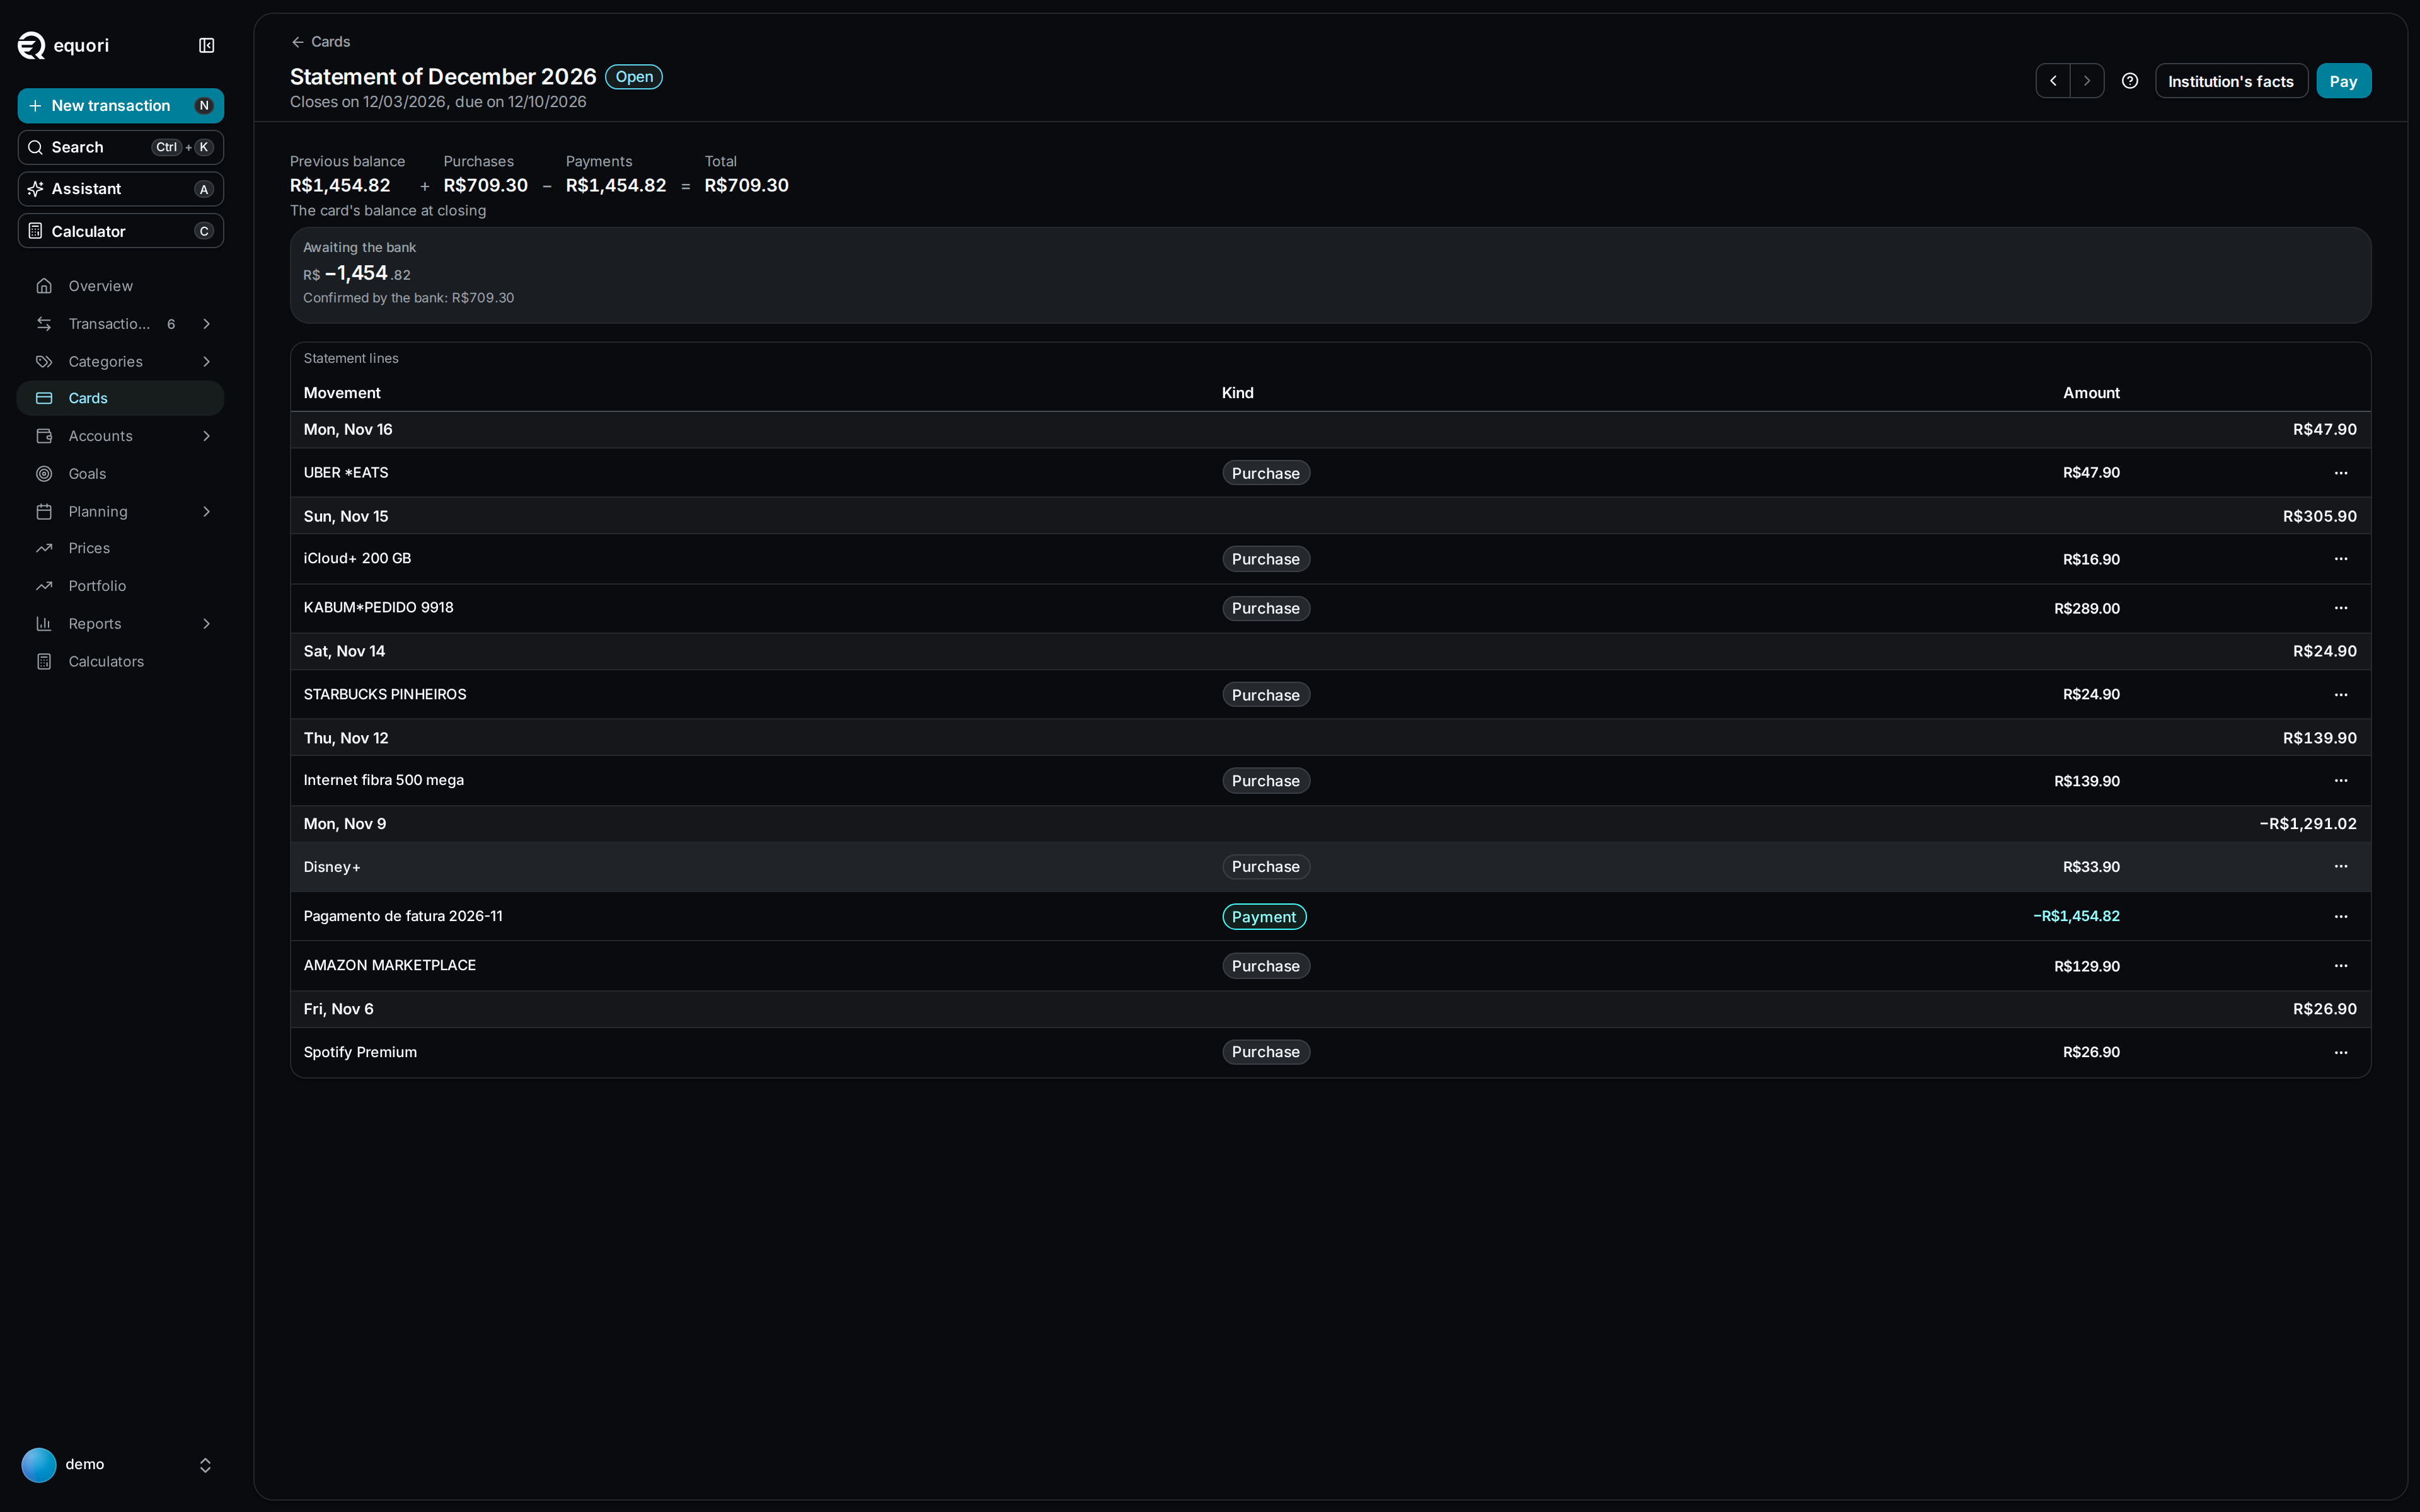 equori
New transaction N
Search Ctrl + K
Assistant A
Calculator C
Overview
Transactio... 6
Categories
Cards
Accounts
Goals
Planning
Prices
Portfolio
Reports
Calculators
demo
Cards
Statement of December 2026 Open
Closes on 12/03/2026, due on 12/10/2026
Institution's facts
Pay
Previous balance Purchases Payments Total
R$1,454.82 + R$709.30 − R$1,454.82 = R$709.30
The card's balance at closing
Awaiting the bank
R$ −1,454.82
Confirmed by the bank: R$709.30
Statement lines
Movement Kind Amount
Mon, Nov 16 R$47.90
UBER *EATS Purchase R$47.90
Sun, Nov 15 R$305.90
iCloud+ 200 GB Purchase R$16.90
KABUM*PEDIDO 9918 Purchase R$289.00
Sat, Nov 14 R$24.90
STARBUCKS PINHEIROS Purchase R$24.90
Thu, Nov 12 R$139.90
Internet fibra 500 mega Purchase R$139.90
Mon, Nov 9 −R$1,291.02
Disney+ Purchase R$33.90
Pagamento de fatura 2026-11 Payment −R$1,454.82
AMAZON MARKETPLACE Purchase R$129.90
Fri, Nov 6 R$26.90
Spotify Premium Purchase R$26.90